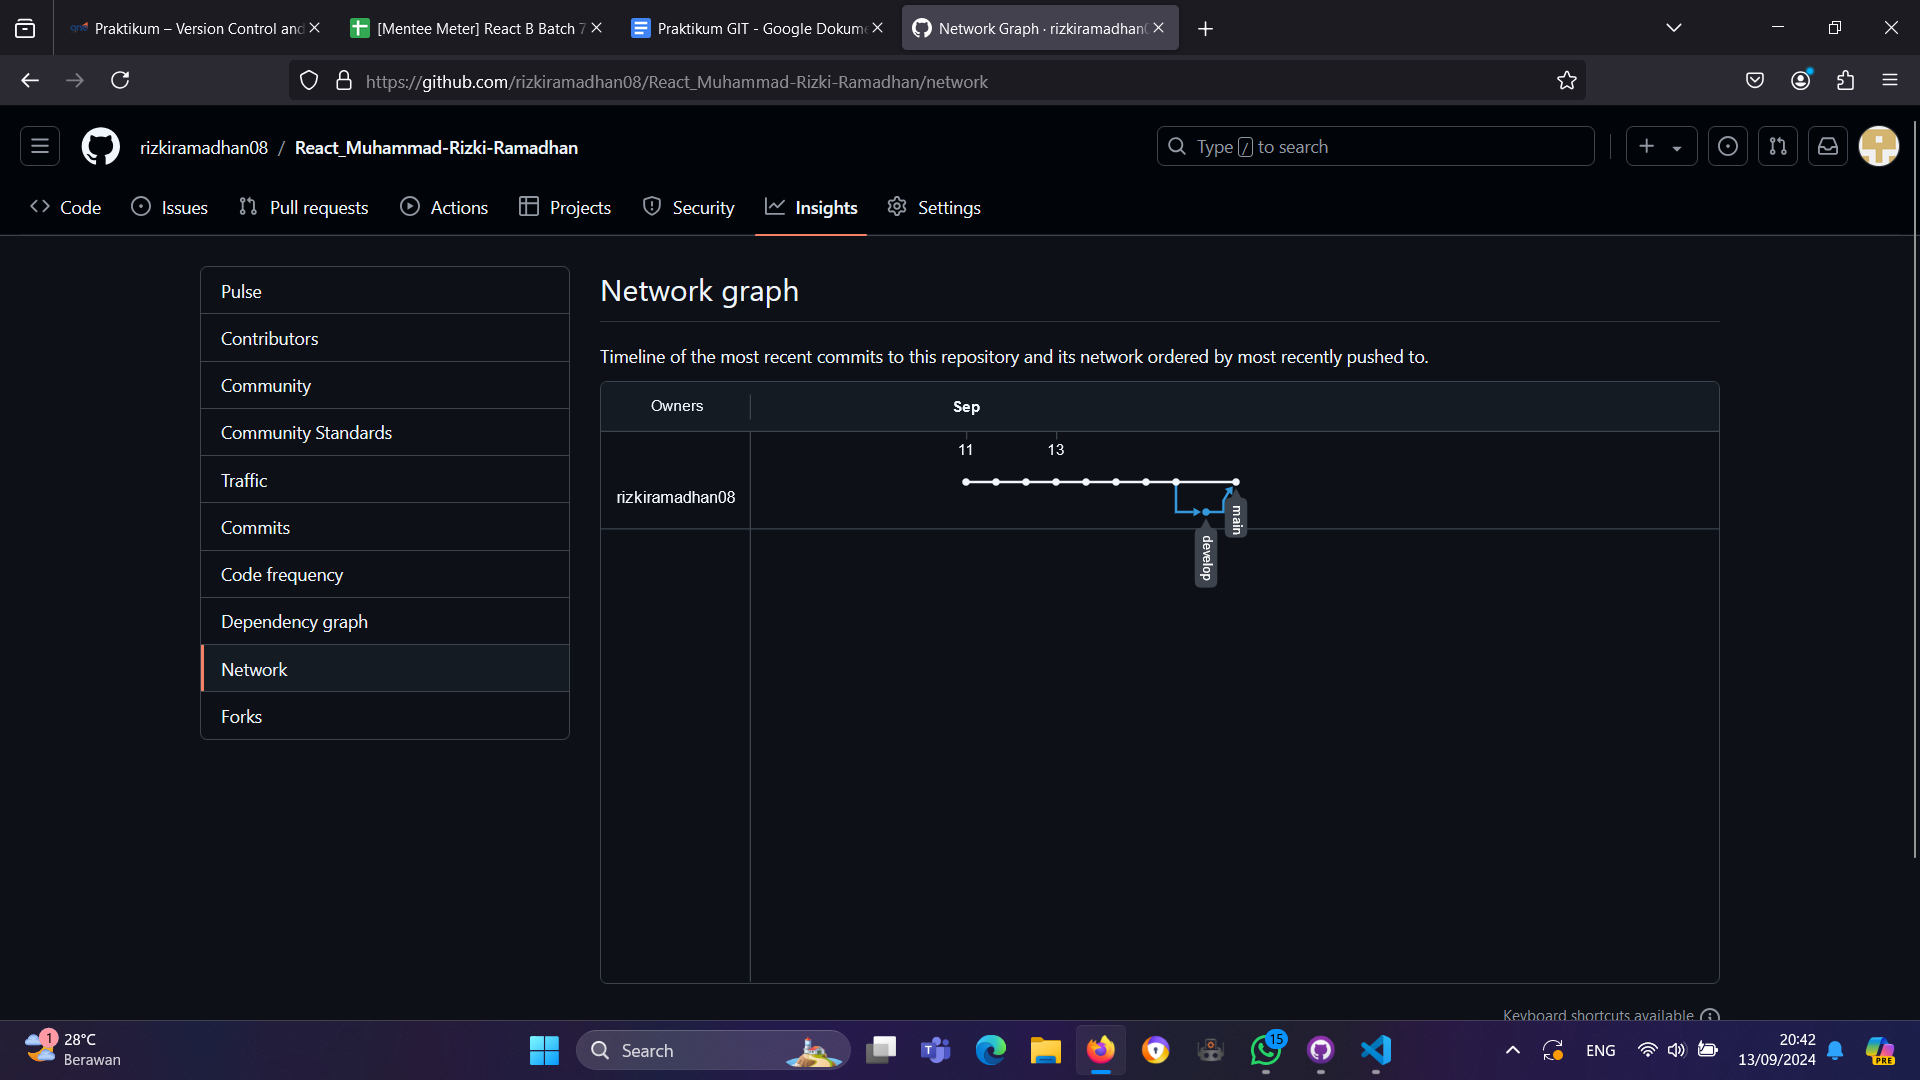 Praktikum – Version Control and
[Mentee Meter] React B Batch 7
Praktikum GIT - Google Dokume
Network Graph · rizkiramadhan0
https://github.com/rizkiramadhan08/React_Muhammad-Rizki-Ramadhan/network
rizkiramadhan08 / React_Muhammad-Rizki-Ramadhan
Type / to search
Code
Issues
Pull requests
Actions
Projects
Security
Insights
Settings
Pulse
Contributors
Community
Community Standards
Traffic
Commits
Code frequency
Dependency graph
Network
Forks
Network graph
Timeline of the most recent commits to this repository and its network ordered by most recently pushed to.
Owners
Sep
11
13
rizkiramadhan08
main
develop
Keyboard shortcuts available
1
28°C
Berawan
Search
15
ENG
20:42
13/09/2024
PRE